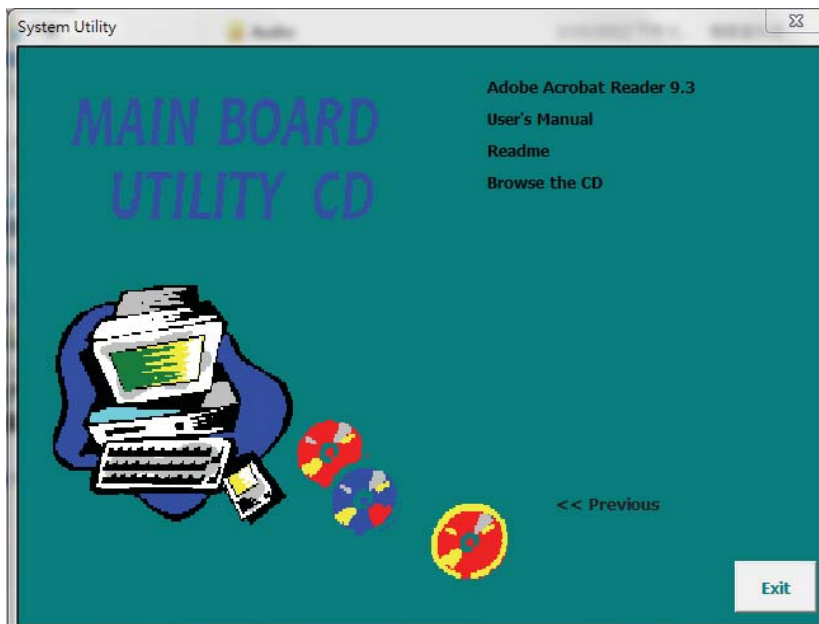 System Utility
MAIN BOARD
UTILITY CD
Adobe Acrobat Reader 9.3
User's Manual
Readme
Browse the CD
<< Previous
Exit